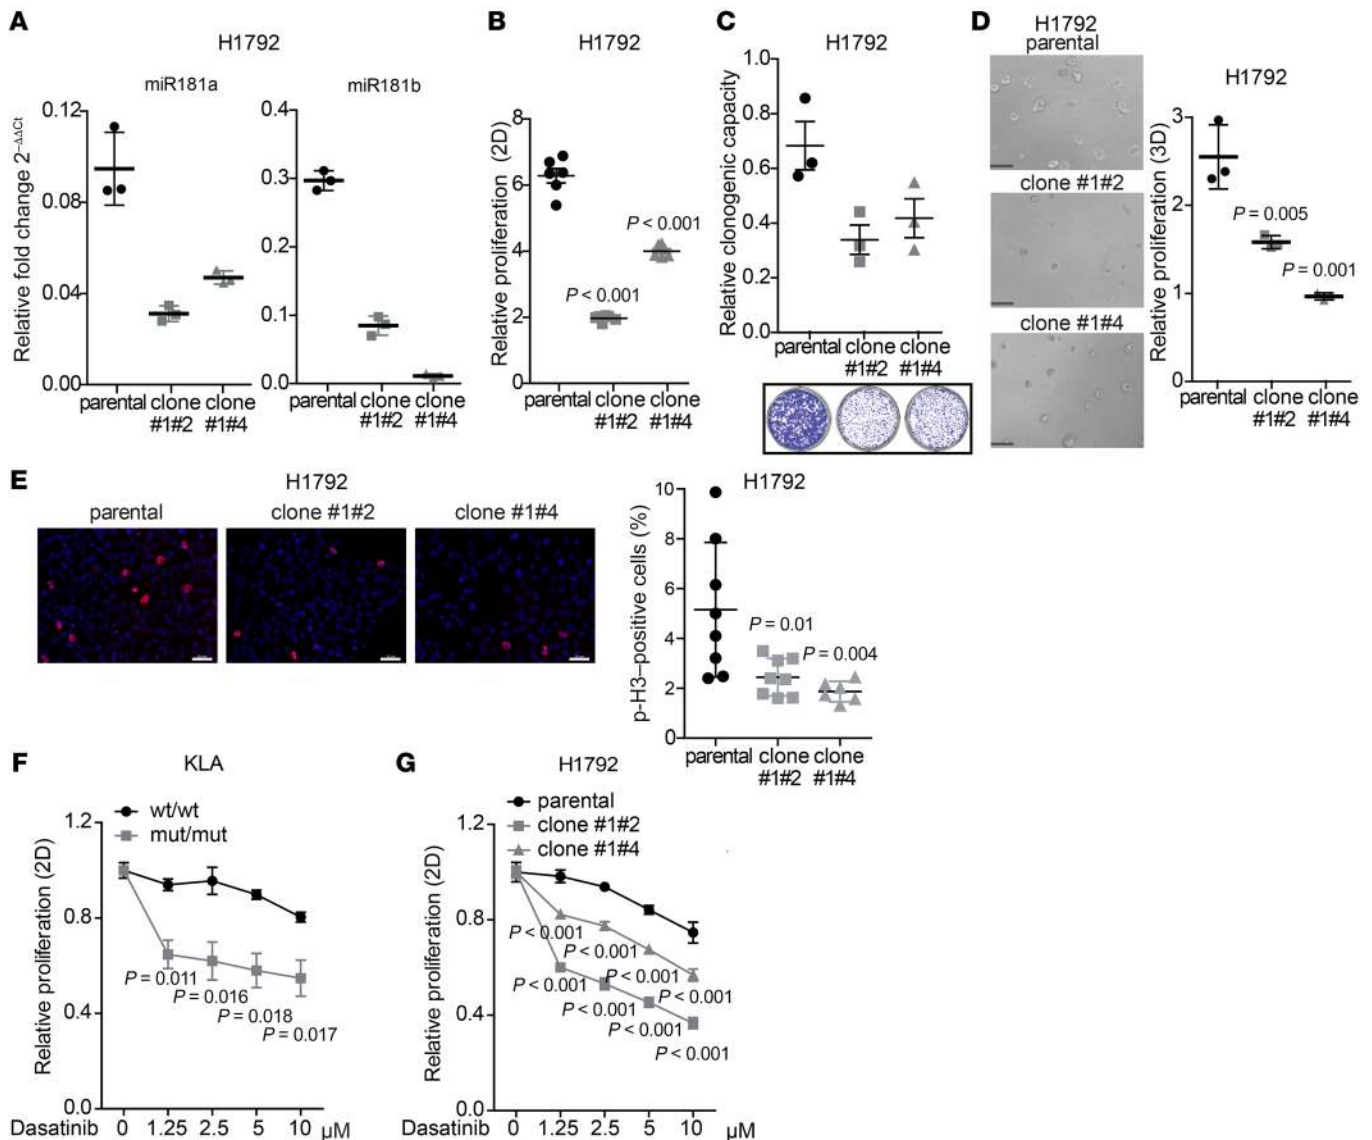 A
H1792
miR181a
miR181b
Relative fold change 2⁻ΔΔCt
0.12
0.08
0.04
0.00
0.4
0.3
0.2
0.1
0.0
parental clone clone
#1#2 #1#4
parental clone clone
#1#2 #1#4
B
H1792
Relative proliferation (2D)
8
6
4
2
0
P < 0.001
P < 0.001
parental clone clone
#1#2 #1#4
C
H1792
Relative clonogenic capacity
1.0
0.8
0.6
0.4
0.2
0.0
parental clone clone
#1#2 #1#4
D
H1792
parental
clone #1#2
clone #1#4
H1792
Relative proliferation (3D)
3
2
1
0
P = 0.005
P = 0.001
parental clone clone
#1#2 #1#4
E
H1792
parental
clone #1#2
clone #1#4
H1792
p-H3–positive cells (%)
10
8
6
4
2
0
P = 0.01
P = 0.004
parental clone clone
#1#2 #1#4
F
KLA
wt/wt
mut/mut
Relative proliferation (2D)
1.2
0.8
0.4
0.0
P = 0.011
P = 0.016
P = 0.018
P = 0.017
Dasatinib 0 1.25 2.5 5 10 µM
G
H1792
parental
clone #1#2
clone #1#4
Relative proliferation (2D)
1.2
0.8
0.4
0.0
P < 0.001
P < 0.001
P < 0.001
P < 0.001
P < 0.001
P < 0.001
P < 0.001
P < 0.001
Dasatinib 0 1.25 2.5 5 10 µM